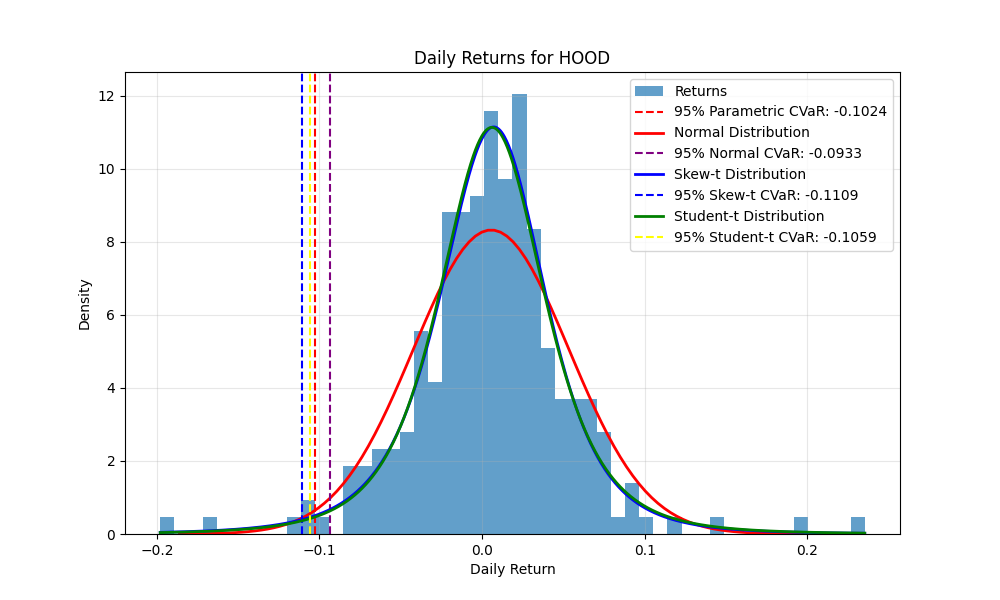 Daily Returns for HOOD
Returns
95% Parametric CVaR: -0.1024
Normal Distribution
95% Normal CVaR: -0.0933
Skew-t Distribution
95% Skew-t CVaR: -0.1109
Student-t Distribution
95% Student-t CVaR: -0.1059
Density
12
10
8
6
4
2
0
−0.2
−0.1
0.0
0.1
0.2
Daily Return